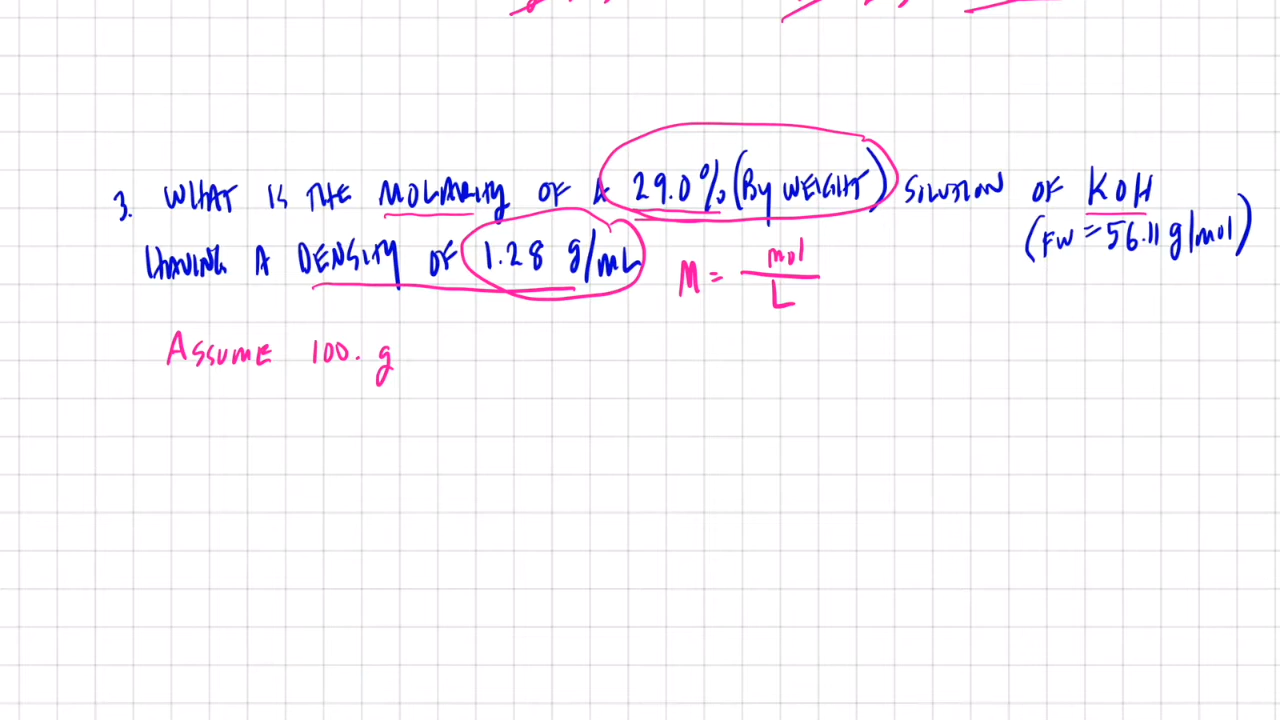 3. WHAT IS THE MOLARITY OF A 29.0% (BY WEIGHT) SOLUTION OF KOH
(FW = 56.11 g/mol)
HAVING A DENSITY OF 1.28 g/mL
M = mol
L
ASSUME 100. g